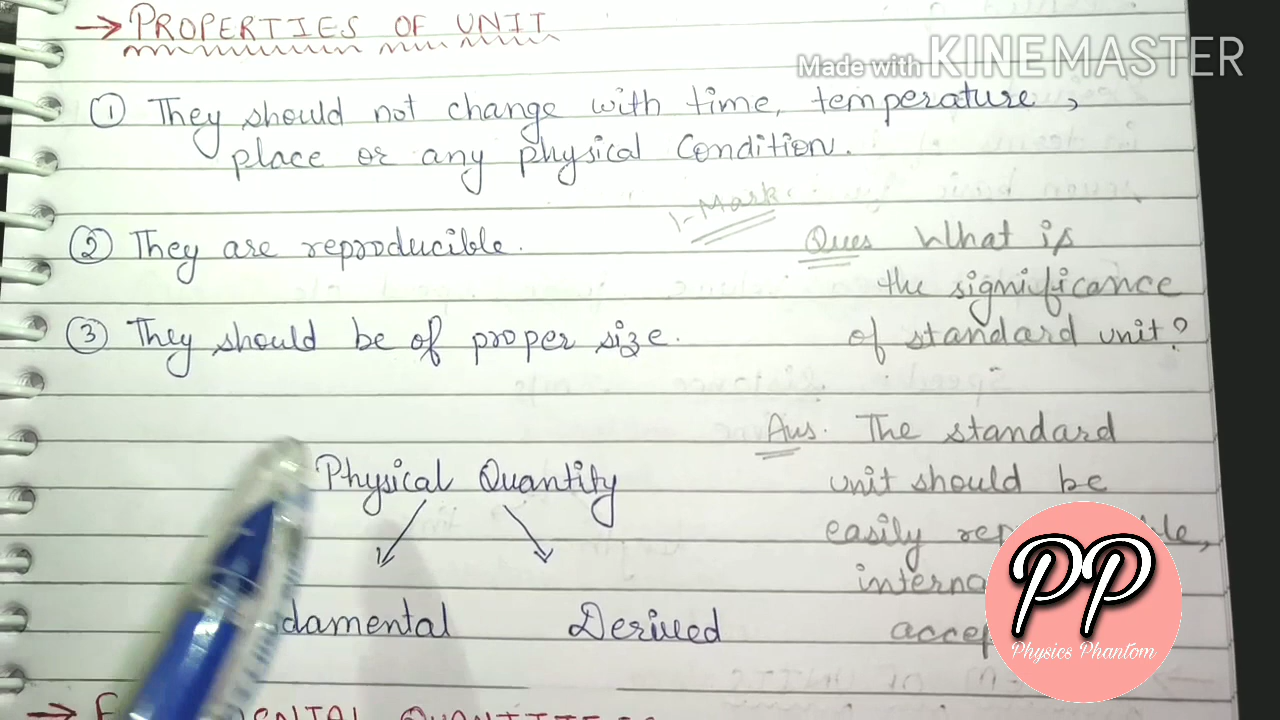 → PROPERTIES OF UNIT
Made with KINEMASTER
① They should not change with time, temperature,
place or any physical Condition.
1-Mark.
② They are reproducible.
③ They should be of proper size.
Ques What is
the significance
of standard unit?
Ans. The standard
unit should be
easily
Physical Quantity
damental Derived
PP
Physics Phantom